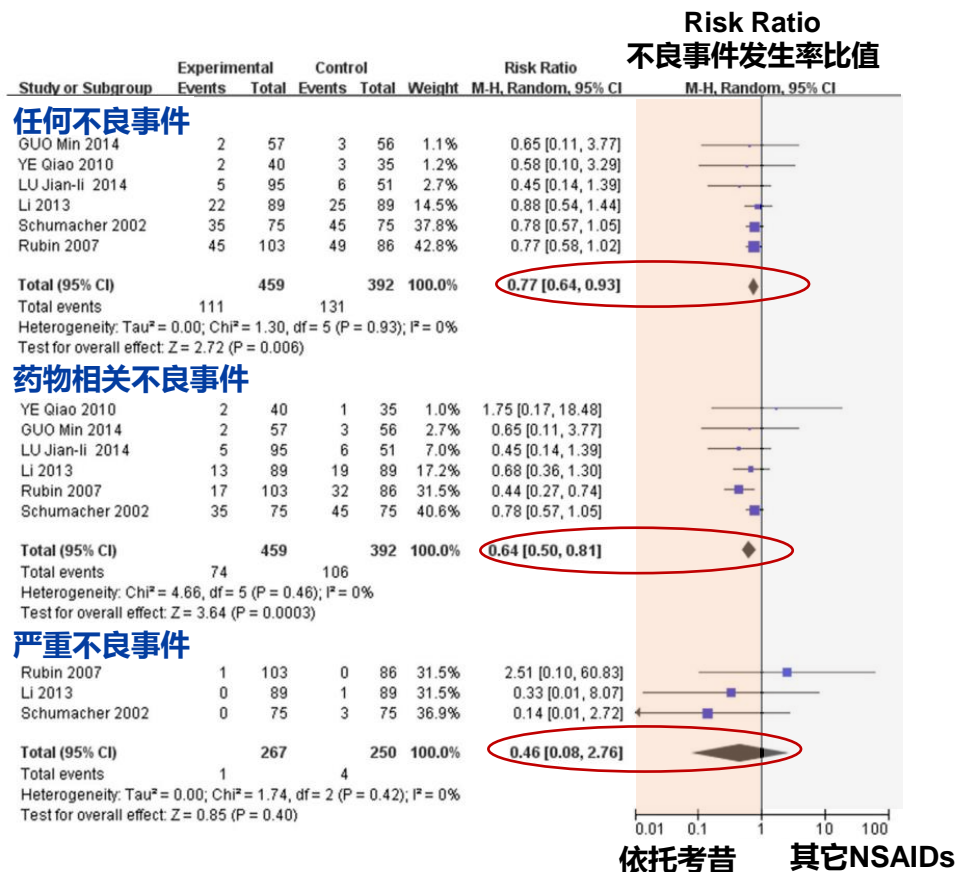 Risk Ratio
不良事件发生率比值
Experimental Control Risk Ratio
Study or Subgroup Events Total Events Total Weight M-H, Random, 95% CI M-H, Random, 95% CI
任何不良事件
GUO Min 2014 2 57 3 56 1.1% 0.65 [0.11, 3.77]
YE Qiao 2010 2 40 3 35 1.2% 0.58 [0.10, 3.29]
LU Jian-li 2014 5 95 6 51 2.7% 0.45 [0.14, 1.39]
Li 2013 22 89 25 89 14.5% 0.88 [0.54, 1.44]
Schumacher 2002 35 75 45 75 37.8% 0.78 [0.57, 1.05]
Rubin 2007 45 103 49 86 42.8% 0.77 [0.58, 1.02]
Total (95% CI) 459 392 100.0% 0.77 [0.64, 0.93]
Total events 111 131
Heterogeneity: Tau² = 0.00; Chi² = 1.30, df = 5 (P = 0.93); I² = 0%
Test for overall effect: Z = 2.72 (P = 0.006)
药物相关不良事件
YE Qiao 2010 2 40 1 35 1.0% 1.75 [0.17, 18.48]
GUO Min 2014 2 57 3 56 2.7% 0.65 [0.11, 3.77]
LU Jian-li 2014 5 95 6 51 7.0% 0.45 [0.14, 1.39]
Li 2013 13 89 19 89 17.2% 0.68 [0.36, 1.30]
Rubin 2007 17 103 32 86 31.5% 0.44 [0.27, 0.74]
Schumacher 2002 35 75 45 75 40.6% 0.78 [0.57, 1.05]
Total (95% CI) 459 392 100.0% 0.64 [0.50, 0.81]
Total events 74 106
Heterogeneity: Chi² = 4.66, df = 5 (P = 0.46); I² = 0%
Test for overall effect: Z = 3.64 (P = 0.0003)
严重不良事件
Rubin 2007 1 103 0 86 31.5% 2.51 [0.10, 60.83]
Li 2013 0 89 1 89 31.5% 0.33 [0.01, 8.07]
Schumacher 2002 0 75 3 75 36.9% 0.14 [0.01, 2.72]
Total (95% CI) 267 250 100.0% 0.46 [0.08, 2.76]
Total events 1 4
Heterogeneity: Tau² = 0.00; Chi² = 1.74, df = 2 (P = 0.42); I² = 0%
Test for overall effect: Z = 0.85 (P = 0.40)
0.01 0.1 1 10 100
依托考昔 其它NSAIDs